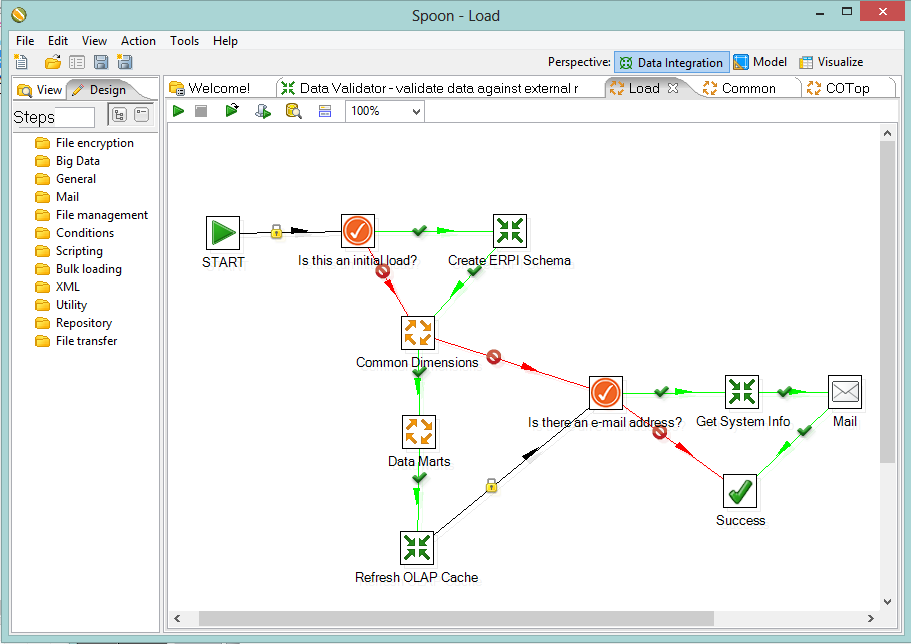 Spoon - Load
File Edit View Action Tools Help
Perspective: Data Integration Model Visualize
View Design
Welcome! Data Validator - validate data against external r Load Common COTop
Steps
100%
File encryption
Big Data
General
Mail
File management
Conditions
Scripting
Bulk loading
XML
Utility
Repository
File transfer
START
Is this an initial load?
Create ERPI Schema
Common Dimensions
Is there an e-mail address?
Get System Info
Mail
Data Marts
Success
Refresh OLAP Cache